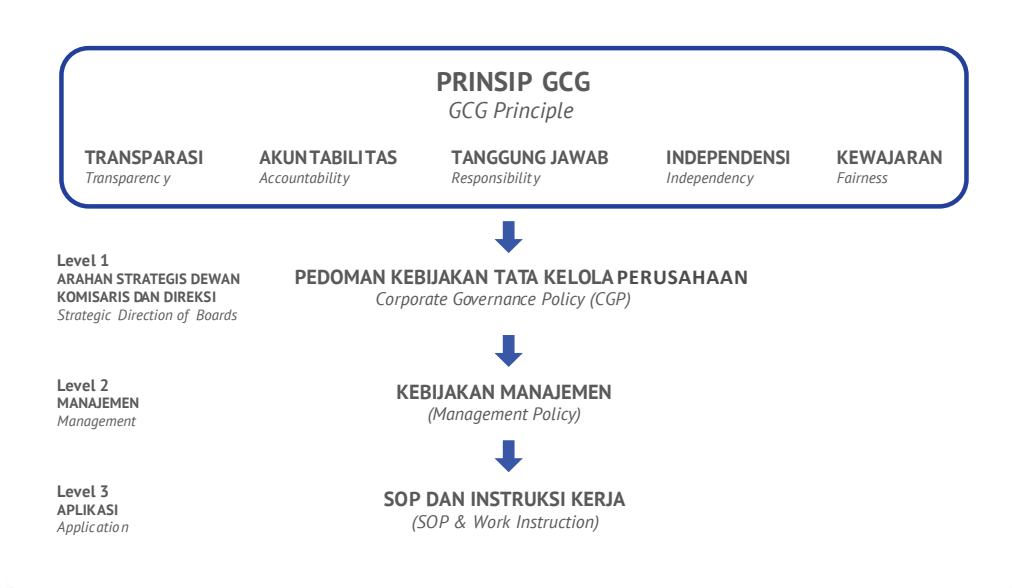 PRINSIP GCG
GCG Principle
TRANSPARASI AKUNTABILITAS TANGGUNG JAWAB INDEPENDENSI KEWAJARAN
Transparency Accountability Responsibility Independency Fairness
Level 1
ARAHAN STRATEGIS DEWAN
KOMISARIS DAN DIREKSI
Strategic Direction of Boards
PEDOMAN KEBIJAKAN TATA KELOLA PERUSAHAAN
Corporate Governance Policy (CGP)
Level 2
MANAJEMEN
Management
KEBIJAKAN MANAJEMEN
(Management Policy)
Level 3
APLIKASI
Application
SOP DAN INSTRUKSI KERJA
(SOP & Work Instruction)